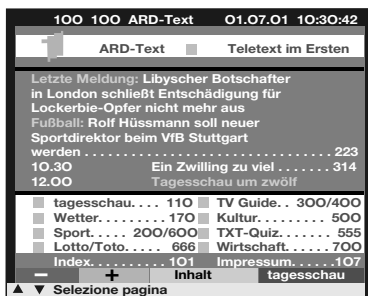 100 100 ARD-Text 01.07.01 10:30:42
ARD-Text Teletext im Ersten
Letzte Meldung: Libyscher Botschafter
in London schließt Entschädigung für
Lockerbie-Opfer nicht mehr aus
Fußball: Rolf Hüssmann soll neuer
Sportdirektor beim VfB Stuttgart
werden . . . . . . . . . . . . . . . . . . . . . . . . . . . . . . . 223
10.30 Ein Zwilling zu viel . . . . . . . 314
12.00 Tagesschau um zwölf
tagesschau. . . . 110 TV Guide. . 300/400
Wetter. . . . . . . . . 170 Kultur. . . . . . . . . 500
Sport. . . . . 200/600 TXT-Quiz. . . . . . 555
Lotto/Toto. . . . . 666 Wirtschaft. . . . . . 700
Index. . . . . . . . . . 101 Impressum. . . . . . 107
− + Inhalt tagesschau
▲ ▼ Selezione pagina